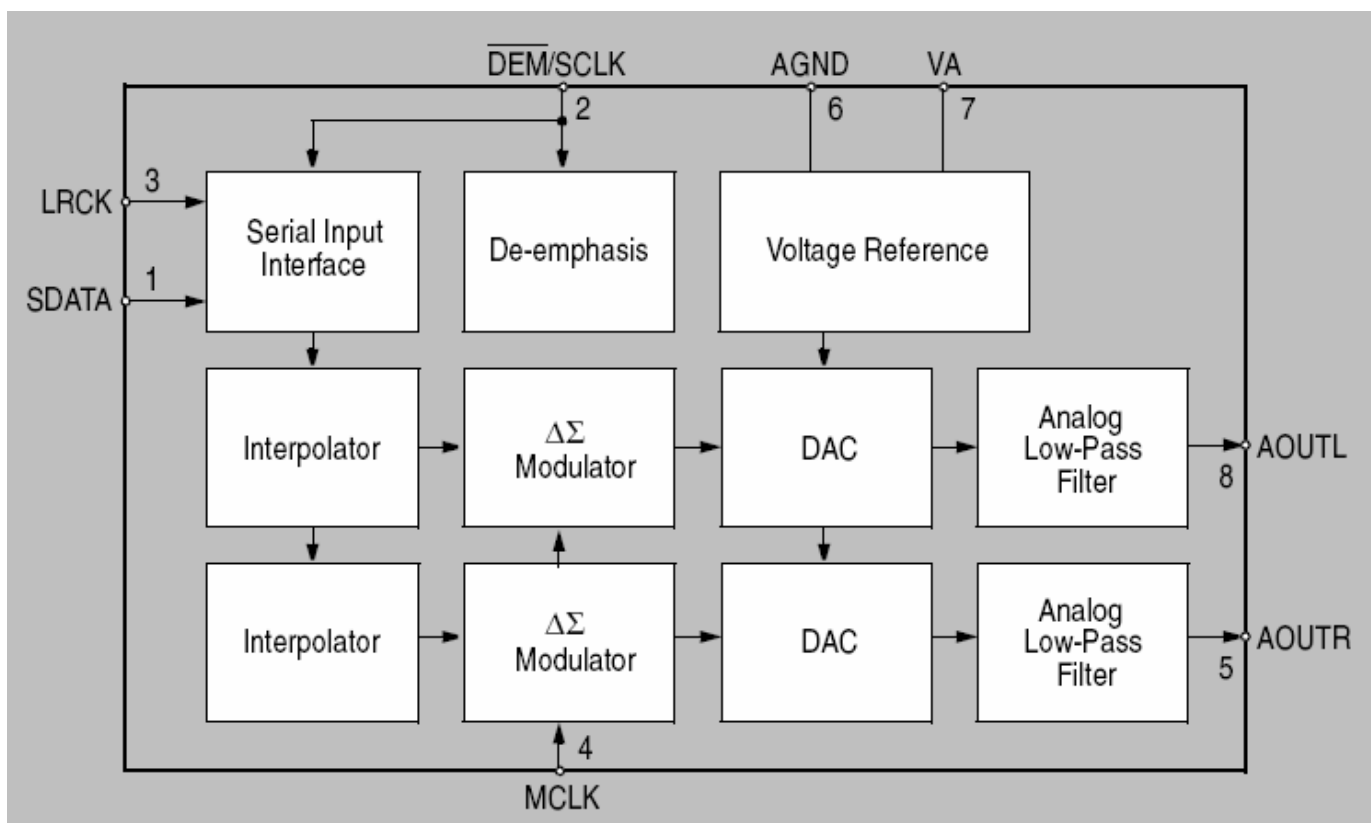 DEM/SCLK
AGND
VA
2
6
7
LRCK
3
SDATA
1
Serial Input
Interface
De-emphasis
Voltage Reference
Interpolator
ΔΣ
Modulator
DAC
Analog
Low-Pass
Filter
8
AOUTL
Interpolator
ΔΣ
Modulator
DAC
Analog
Low-Pass
Filter
5
AOUTR
4
MCLK